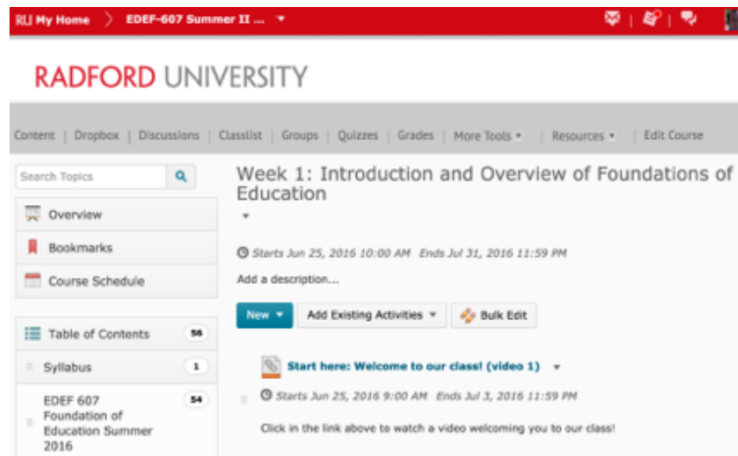 RU My Home > EDEF-607 Summer II ...
RADFORD UNIVERSITY
Content | Dropbox | Discussions | Classlist | Groups | Quizzes | Grades | More Tools | Resources | Edit Course
Search Topics
Overview
Bookmarks
Course Schedule
Table of Contents 56
Syllabus 1
EDEF 607 54
Foundation of
Education Summer
2016
Week 1: Introduction and Overview of Foundations of
Education
Starts Jun 25, 2016 10:00 AM Ends Jul 31, 2016 11:59 PM
Add a description...
New Add Existing Activities Bulk Edit
Start here: Welcome to our class! (video 1)
Starts Jun 25, 2016 9:00 AM Ends Jul 3, 2016 11:59 PM
Click in the link above to watch a video welcoming you to our class!